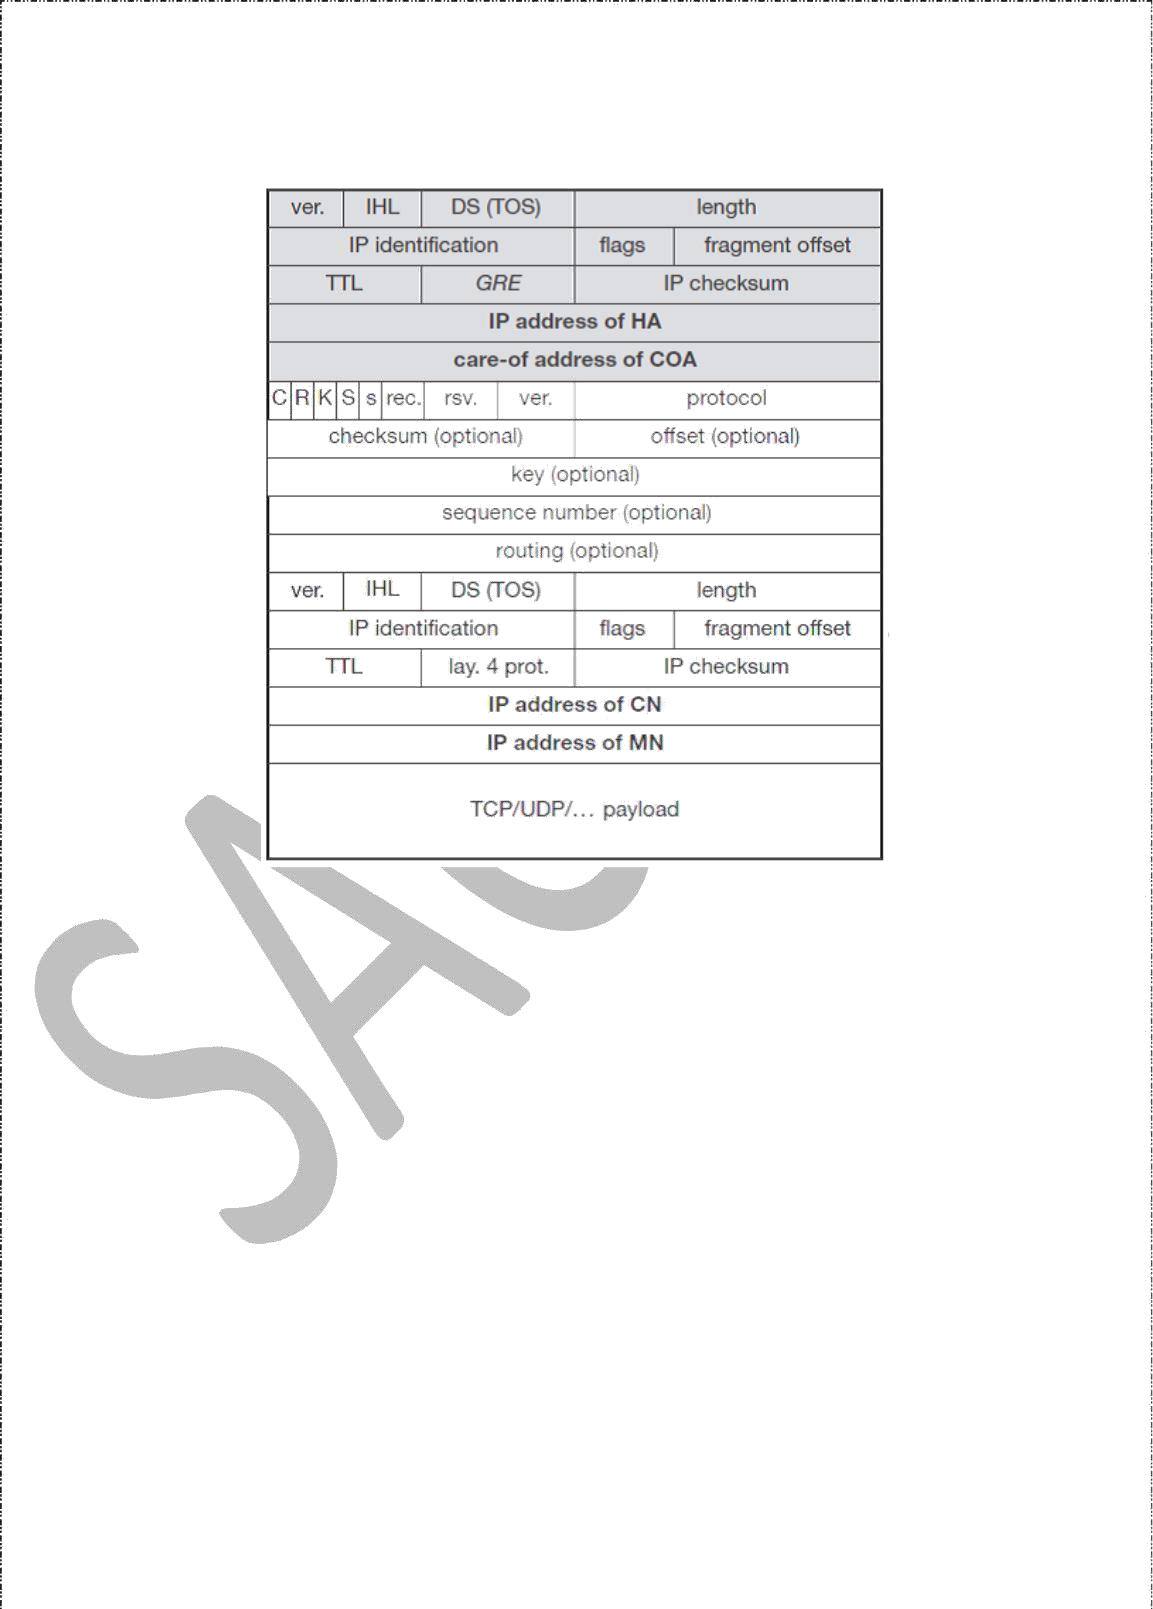 ver. IHL DS (TOS) length
IP identification flags fragment offset
TTL GRE IP checksum
IP address of HA
care-of address of COA
C R K S s rec. rsv. ver. protocol
checksum (optional) offset (optional)
key (optional)
sequence number (optional)
routing (optional)
ver. IHL DS (TOS) length
IP identification flags fragment offset
TTL lay. 4 prot. IP checksum
IP address of CN
IP address of MN
TCP/UDP/... payload